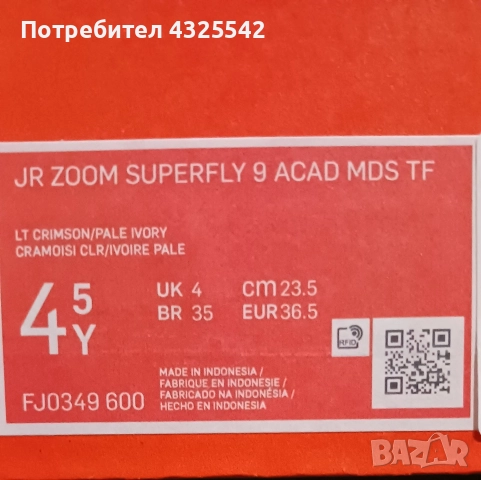 Потребител 4325542
JR ZOOM SUPERFLY 9 ACAD MDS TF
LT CRIMSON/PALE IVORY
CRAMOISI CLR/IVOIRE PALE
4 5 Y
UK 4 CM 23.5
BR 35 EUR 36.5
RFID
MADE IN INDONESIA /
FABRIQUE EN INDONESIE /
FABRICADO NA INDONÉSIA /
HECHO EN INDONESIA
FJ0349 600
BAZAR